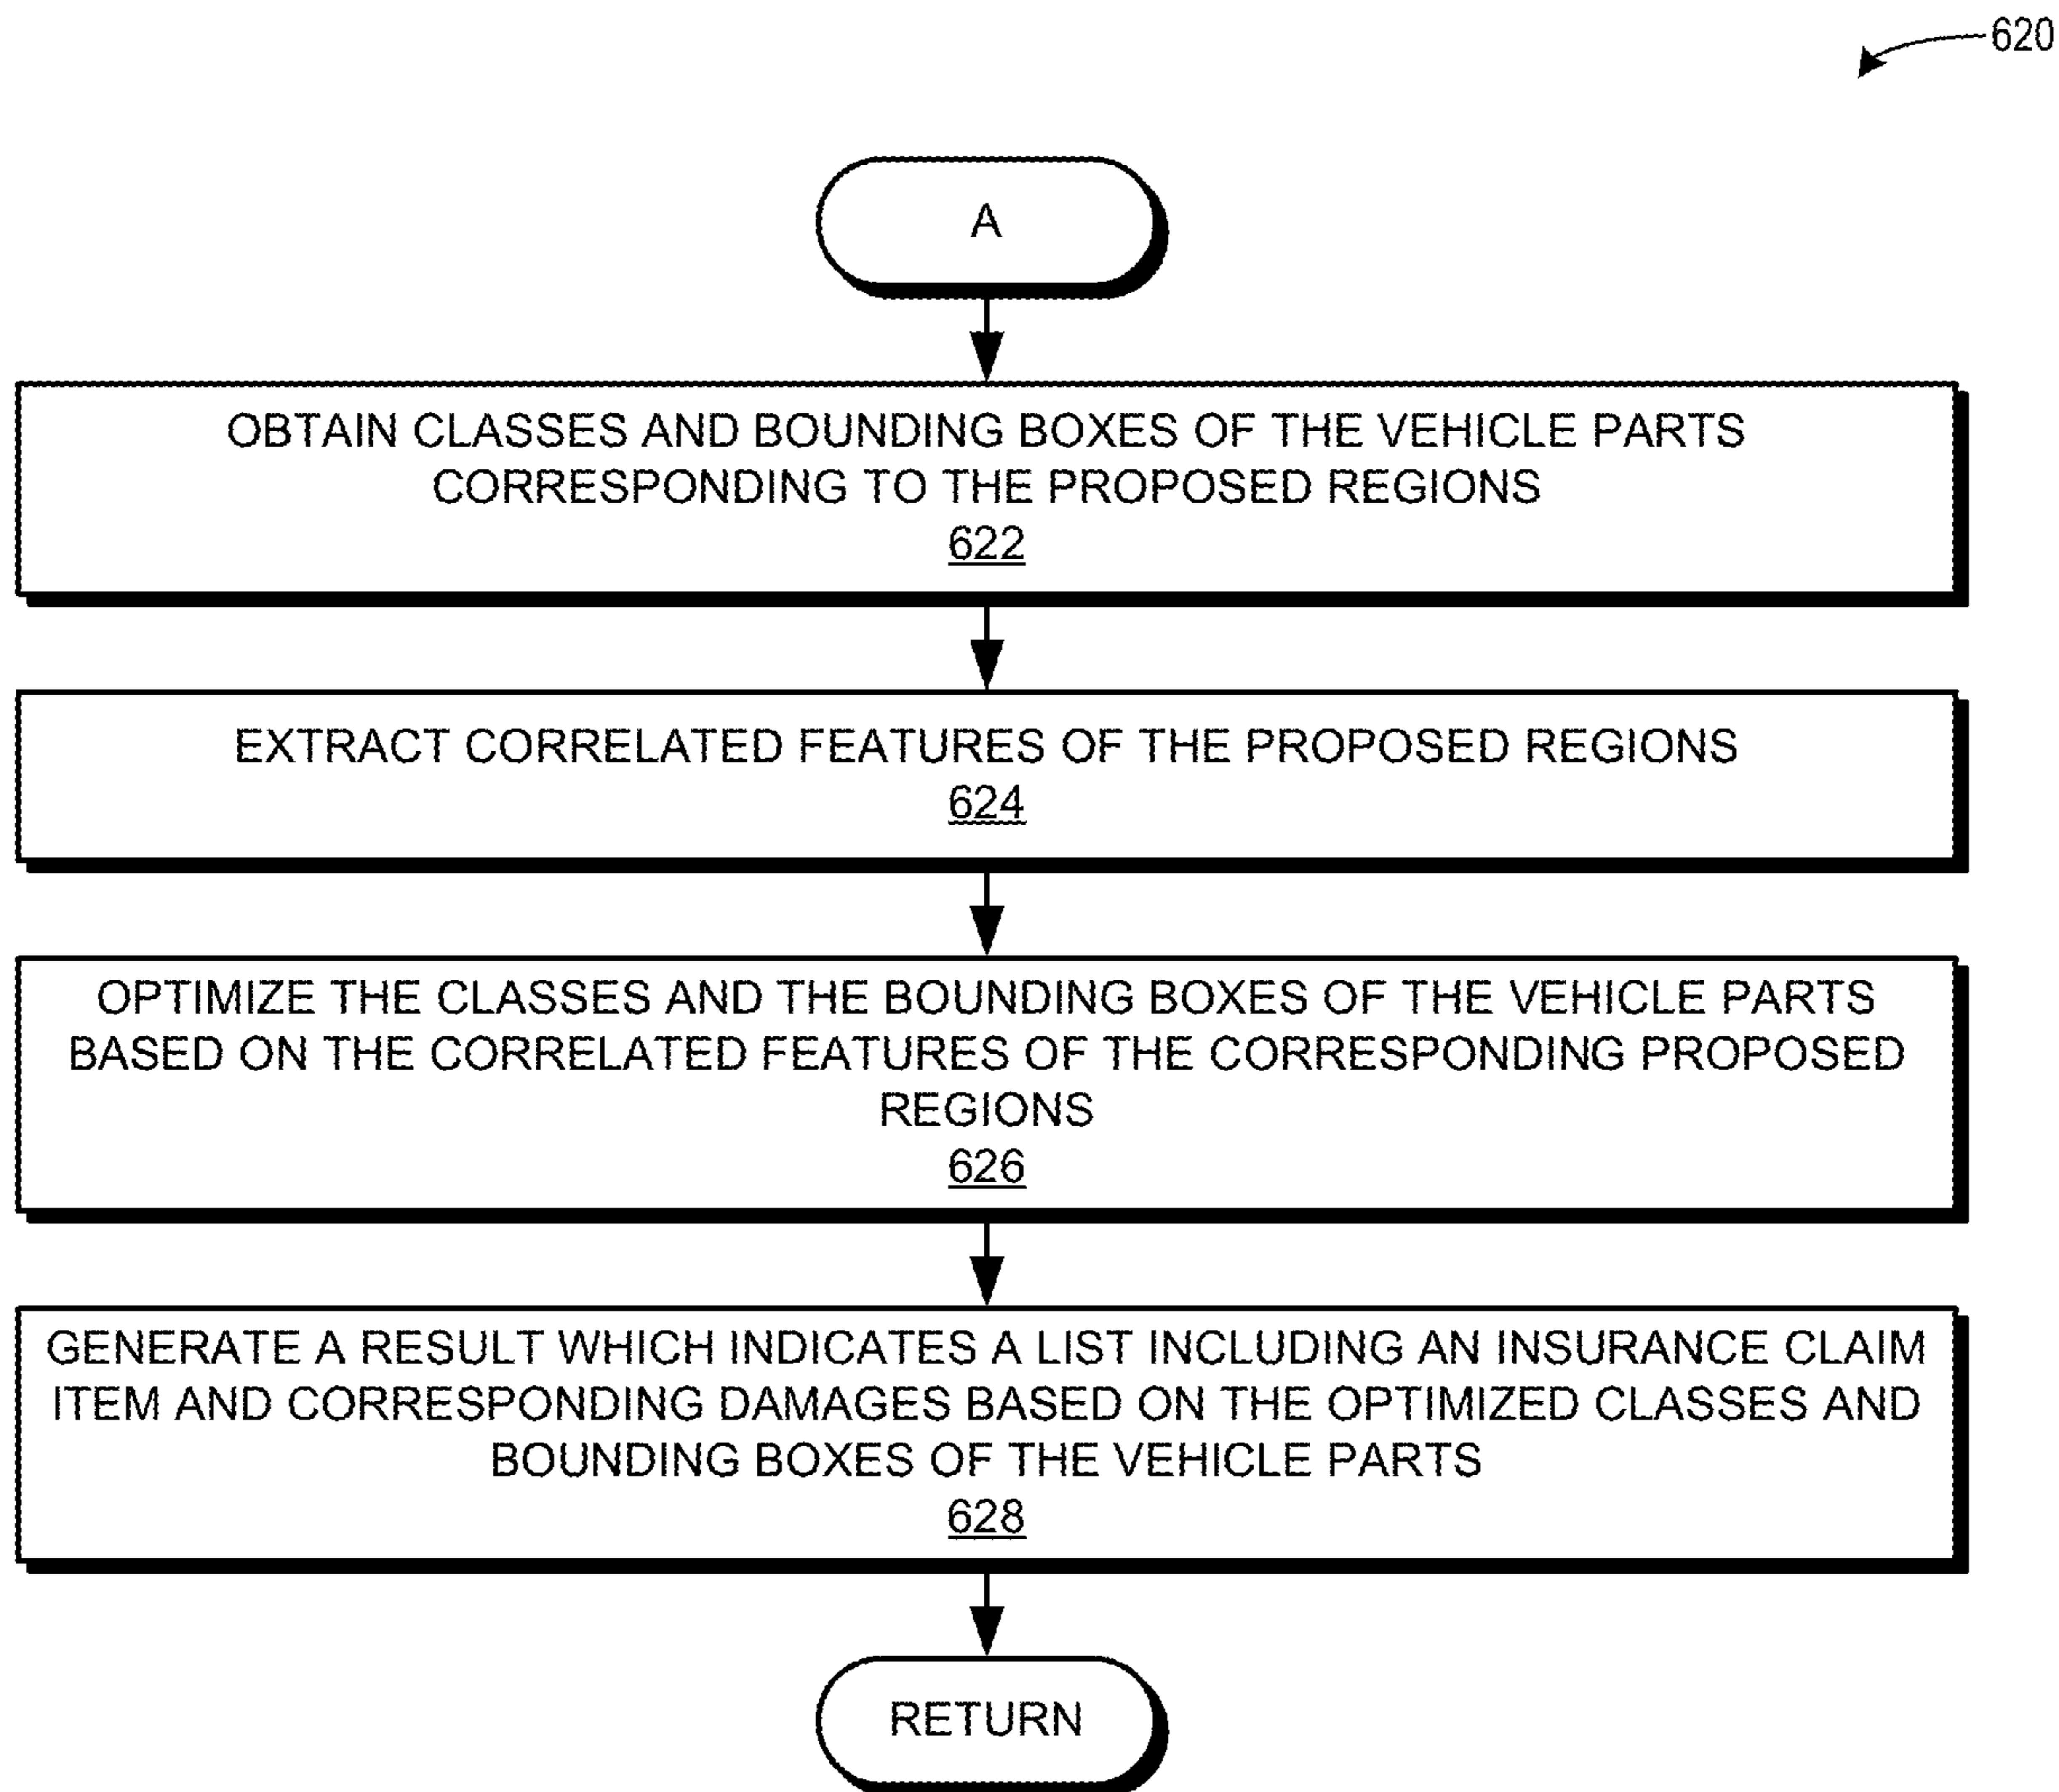 620
A
OBTAIN CLASSES AND BOUNDING BOXES OF THE VEHICLE PARTS
CORRESPONDING TO THE PROPOSED REGIONS
622
EXTRACT CORRELATED FEATURES OF THE PROPOSED REGIONS
624
OPTIMIZE THE CLASSES AND THE BOUNDING BOXES OF THE VEHICLE PARTS
BASED ON THE CORRELATED FEATURES OF THE CORRESPONDING PROPOSED
REGIONS
626
GENERATE A RESULT WHICH INDICATES A LIST INCLUDING AN INSURANCE CLAIM
ITEM AND CORRESPONDING DAMAGES BASED ON THE OPTIMIZED CLASSES AND
BOUNDING BOXES OF THE VEHICLE PARTS
628
RETURN